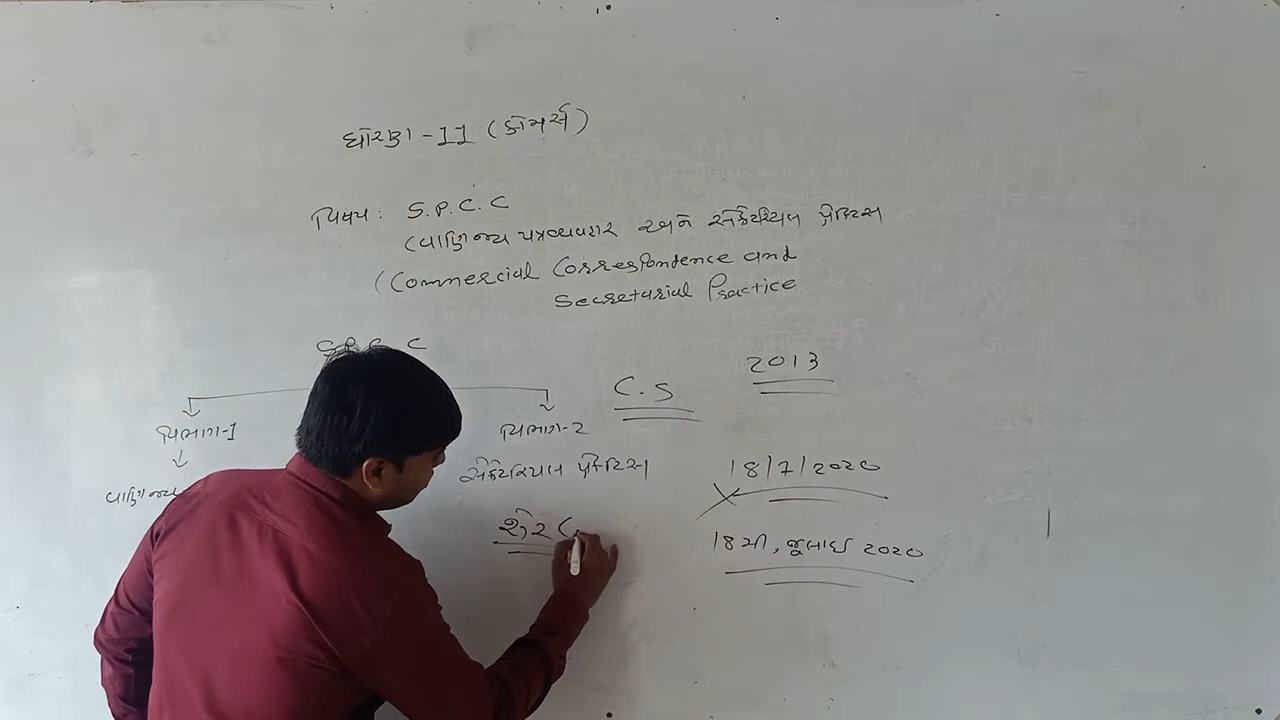 ધોરણ - 11 (કોમર્સ)
વિષય : S.P.C.C
(વાણિજ્ય પત્રવ્યવહાર અને સેક્રેટરિયલ પ્રેક્ટિસ
(Commercial Correspondence and
Secretarial Practice
S.P.C.C
વિભાગ-1
વિભાગ-2
વાણિજ્ય
સેક્રેટરિયલ પ્રેક્ટિસ
શેર (
C.S
2013
18/7/2020
18મી, જૂલાઇ 2020